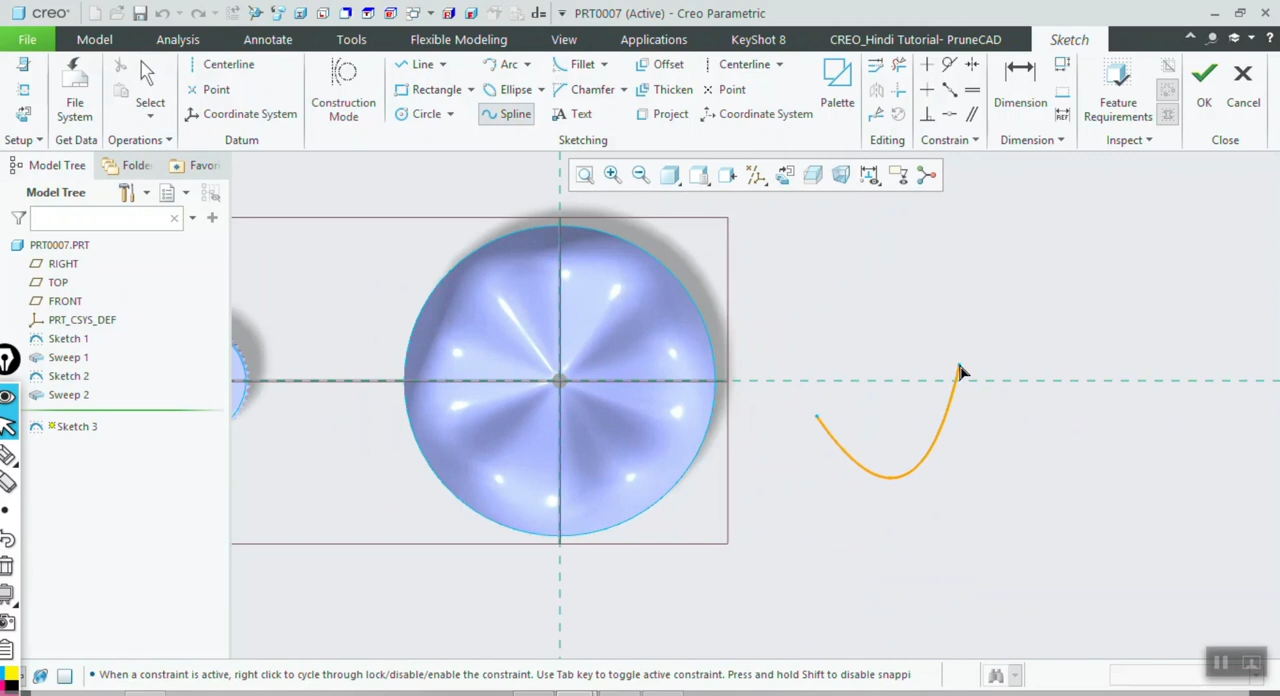 creo
d=
PRT0007 (Active) - Creo Parametric
File Model Analysis Annotate Tools Flexible Modeling View Applications KeyShot 8 CREO_Hindi Tutorial- PruneCAD Sketch
Centerline Line Arc Fillet Offset Centerline
Point Rectangle Ellipse Chamfer Thicken Point
Coordinate System Circle Spline Text Project Coordinate System
File System Select Construction Mode Palette Dimension Feature Requirements OK Cancel
REF
Setup Get Data Operations Datum Sketching Editing Constrain Dimension Inspect Close
Model Tree Folder Favori
Model Tree
PRT0007.PRT
RIGHT
TOP
FRONT
PRT_CSYS_DEF
Sketch 1
Sweep 1
Sketch 2
Sweep 2
Sketch 3
• When a constraint is active, right click to cycle through lock/disable/enable the constraint. Use Tab key to toggle active constraint. Press and hold Shift to disable snappi